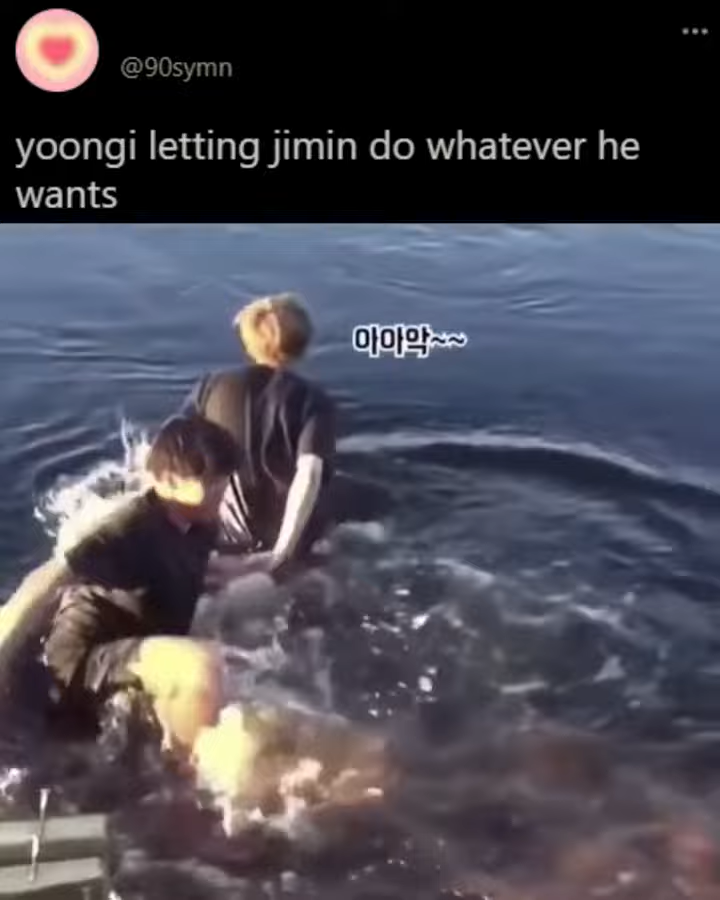 @90symn
yoongi letting jimin do whatever he
wants
아아악~~